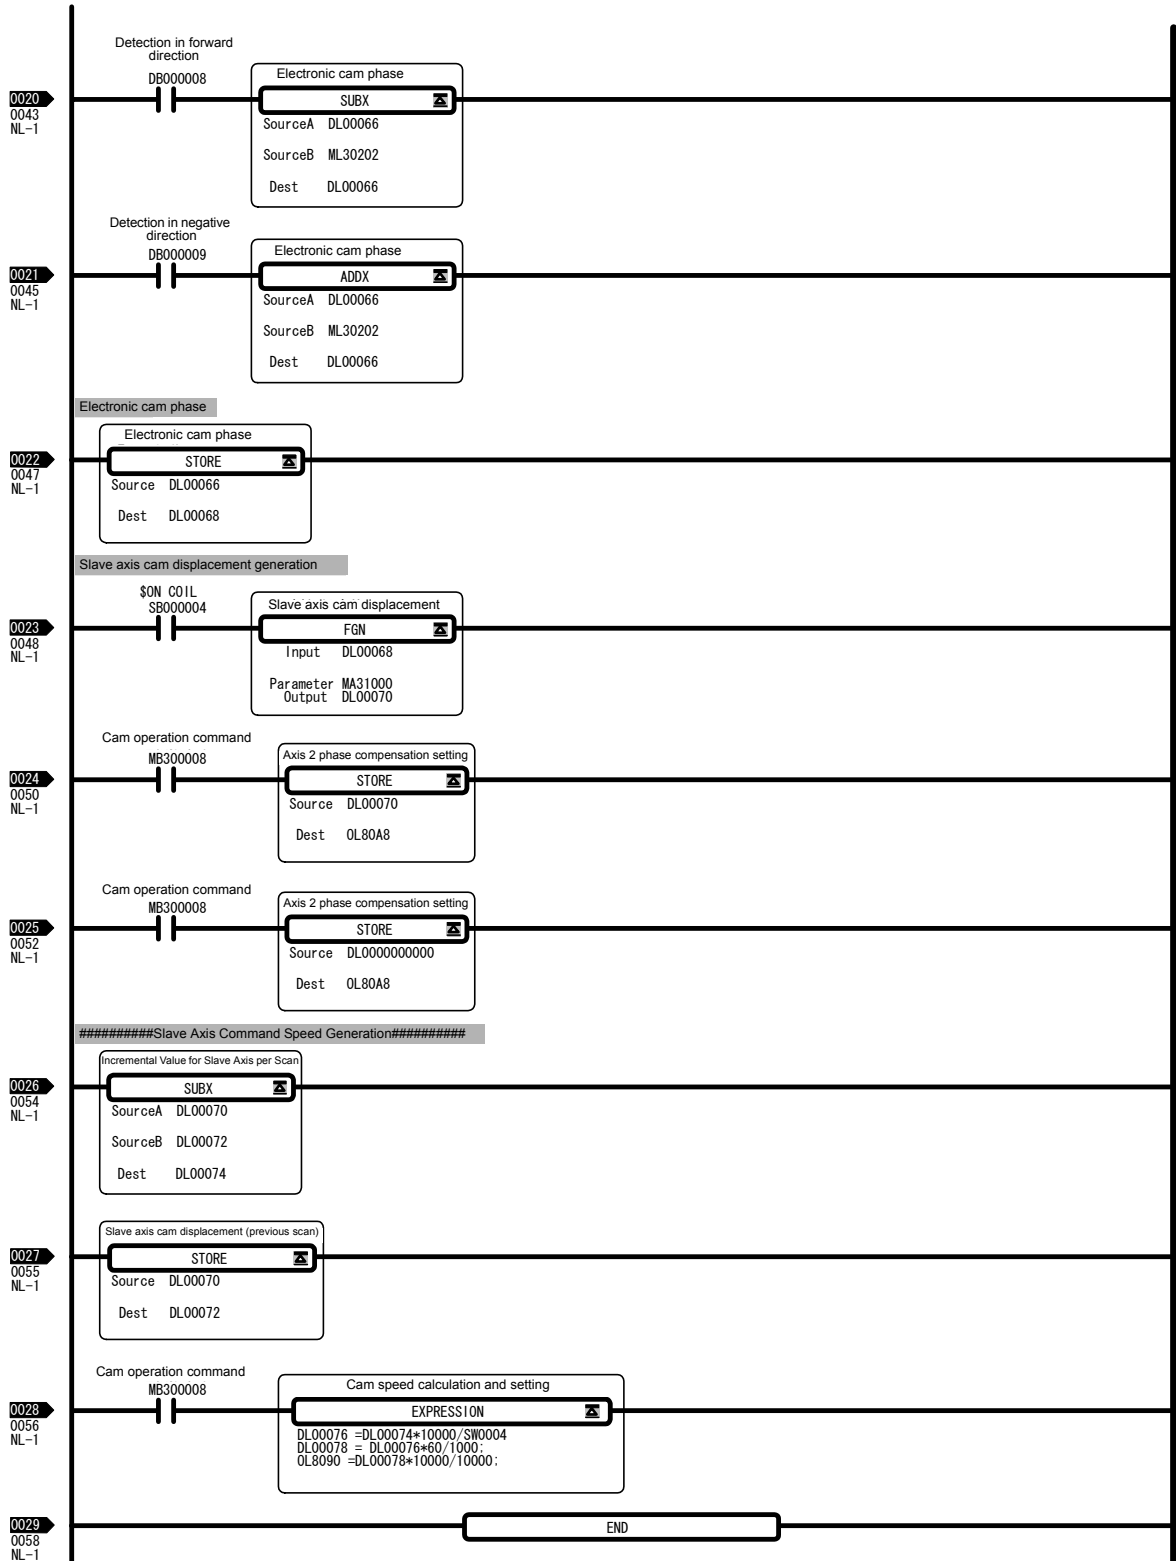 Detection in forward
direction
DB000008
Electronic cam phase
0020
0043
NL-1
SUBX
SourceA DL00066
SourceB ML30202
Dest DL00066
Detection in negative
direction
DB000009
Electronic cam phase
0021
0045
NL-1
ADDX
SourceA DL00066
SourceB ML30202
Dest DL00066
Electronic cam phase
Electronic cam phase
0022
0047
NL-1
STORE
Source DL00066
Dest DL00068
Slave axis cam displacement generation
$ON COIL
SB000004
Slave axis cam displacement
0023
0048
NL-1
FGN
Input DL00068
Parameter MA31000
Output DL00070
Cam operation command
MB300008
Axis 2 phase compensation setting
0024
0050
NL-1
STORE
Source DL00070
Dest OL80A8
Cam operation command
MB300008
Axis 2 phase compensation setting
0025
0052
NL-1
STORE
Source DL0000000000
Dest OL80A8
##########Slave Axis Command Speed Generation##########
Incremental Value for Slave Axis per Scan
0026
0054
NL-1
SUBX
SourceA DL00070
SourceB DL00072
Dest DL00074
Slave axis cam displacement (previous scan)
0027
0055
NL-1
STORE
Source DL00070
Dest DL00072
Cam operation command
MB300008
Cam speed calculation and setting
0028
0056
NL-1
EXPRESSION
DL00076 =DL00074*10000/SW0004
DL00078 = DL00076*60/1000;
OL8090 =DL00078*10000/10000;
0029
0058
NL-1
END